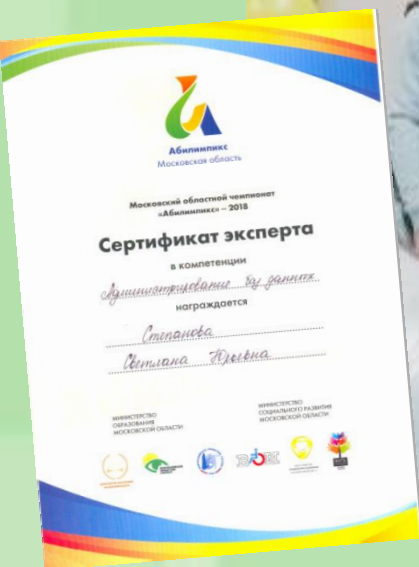 Абилимпикс
Московская область
Московский областной чемпионат
«Абилимпикс» – 2018
Сертификат эксперта
в компетенции
Администрирование баз данных
награждается
Степанова
Светлана Юрьевна
МИНИСТЕРСТВО
ОБРАЗОВАНИЯ
МОСКОВСКОЙ ОБЛАСТИ
МИНИСТЕРСТВО
СОЦИАЛЬНОГО РАЗВИТИЯ
МОСКОВСКОЙ ОБЛАСТИ